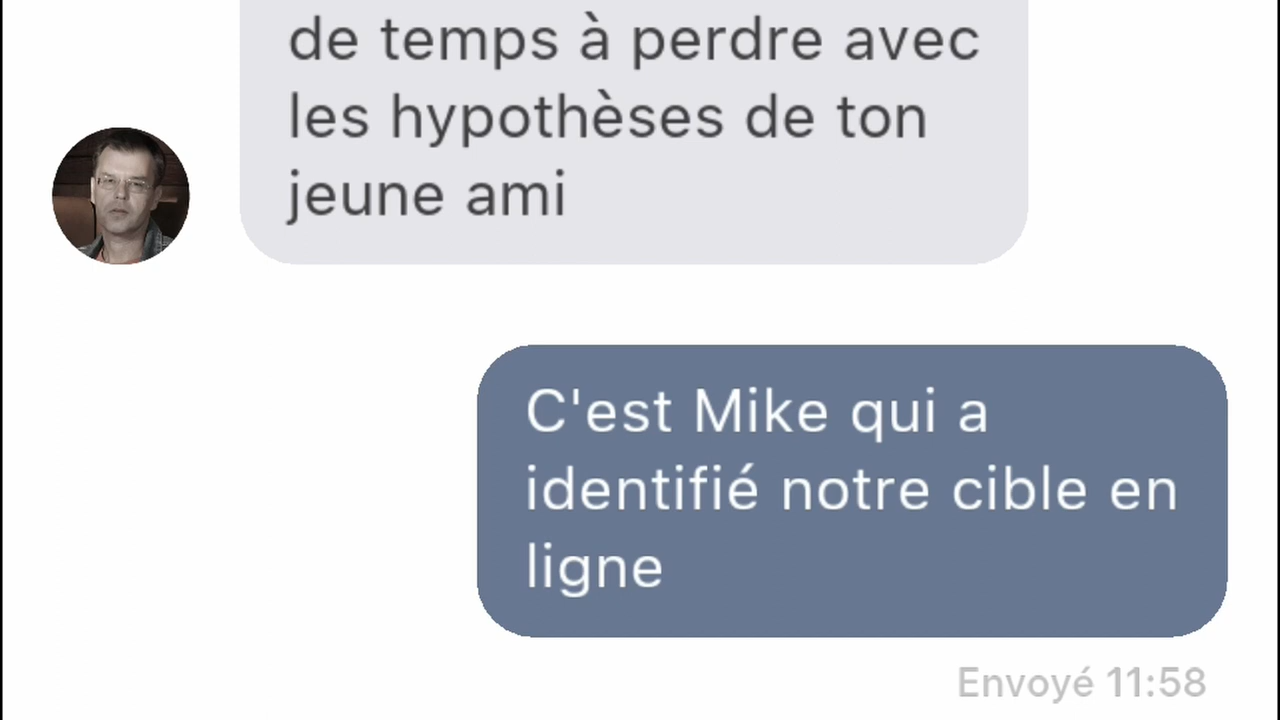 de temps à perdre avec
les hypothèses de ton
jeune ami
C'est Mike qui a
identifié notre cible en
ligne
Envoyé 11:58